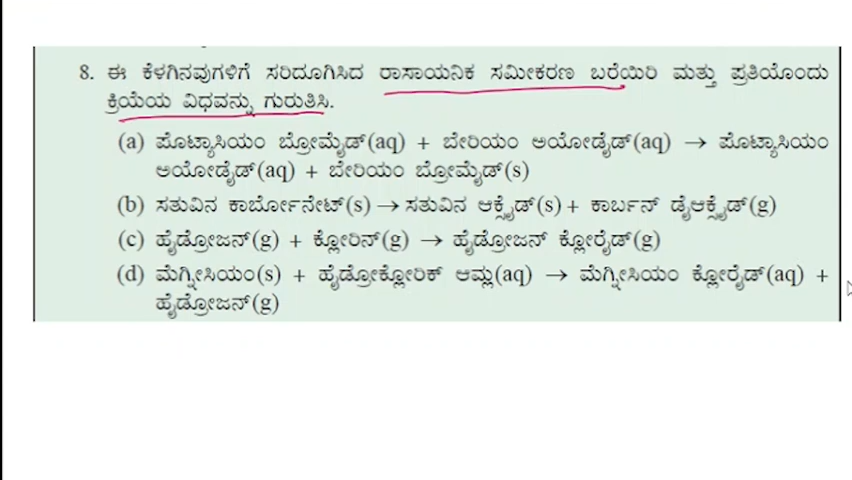 8. ಈ ಕೆಳಗಿನವುಗಳಿಗೆ ಸರಿದೂಗಿಸಿದ ರಾಸಾಯನಿಕ ಸಮೀಕರಣ ಬರೆಯಿರಿ ಮತ್ತು ಪ್ರತಿಯೊಂದು
ಕ್ರಿಯೆಯ ವಿಧವನ್ನು ಗುರುತಿಸಿ.
(a) ಪೊಟ್ಯಾಸಿಯಂ ಬ್ರೋಮೈಡ್(aq) + ಬೇರಿಯಂ ಅಯೋಡೈಡ್(aq) → ಪೊಟ್ಯಾಸಿಯಂ
ಅಯೋಡೈಡ್(aq) + ಬೇರಿಯಂ ಬ್ರೋಮೈಡ್(s)
(b) ಸತುವಿನ ಕಾರ್ಬೋನೇಟ್(s) → ಸತುವಿನ ಆಕ್ಸೈಡ್(s) + ಕಾರ್ಬನ್ ಡೈಆಕ್ಸೈಡ್(g)
(c) ಹೈಡ್ರೋಜನ್(g) + ಕ್ಲೋರಿನ್(g) → ಹೈಡ್ರೋಜನ್ ಕ್ಲೋರೈಡ್(g)
(d) ಮೆಗ್ನೀಸಿಯಂ(s) + ಹೈಡ್ರೋಕ್ಲೋರಿಕ್ ಆಮ್ಲ(aq) → ಮೆಗ್ನೀಸಿಯಂ ಕ್ಲೋರೈಡ್(aq) +
ಹೈಡ್ರೋಜನ್(g)